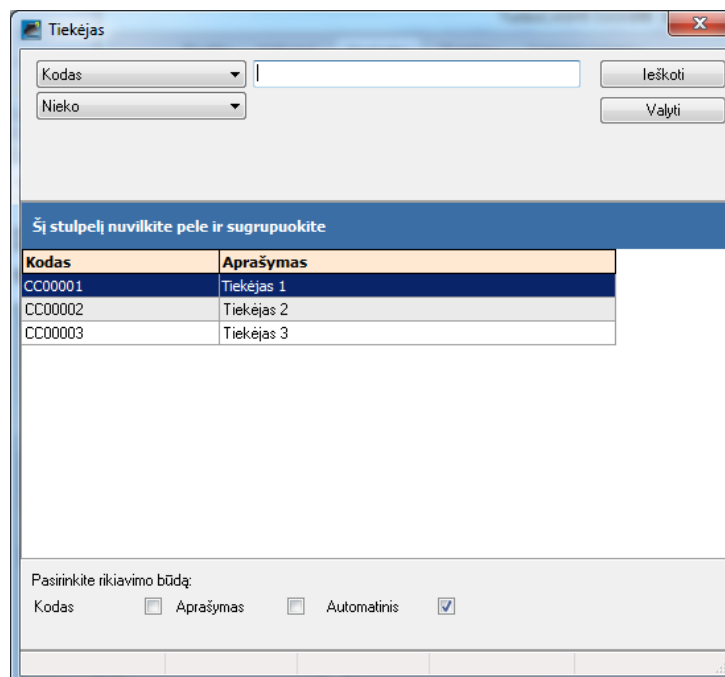 Tiekėjas
Kodas Ieškoti
Nieko Valyti
Šį stulpelį nuvilkite pele ir sugrupuokite
Kodas Aprašymas
CC00001 Tiekėjas 1
CC00002 Tiekėjas 2
CC00003 Tiekėjas 3
Pasirinkite rikiavimo būdą:
Kodas Aprašymas Automatinis